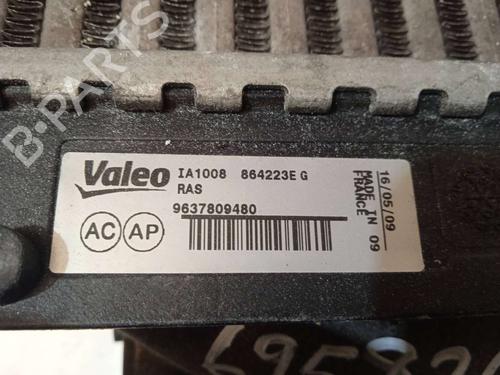 B-PARTS
Valeo IA1008 864223E G
RAS
9637809480
AC AP
16/05/09
MADE IN 09
FRANCE